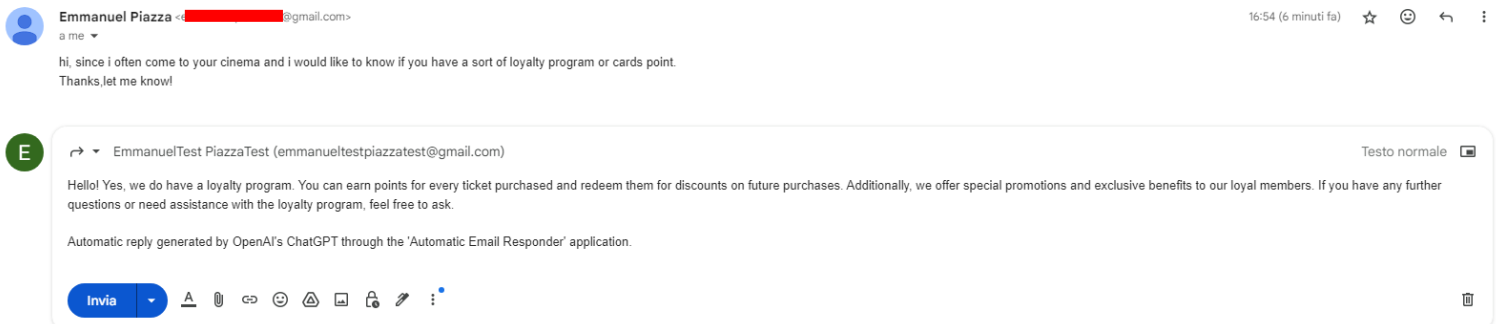 Emmanuel Piazza <e @gmail.com>
16:54 (6 minuti fa)
a me
hi, since i often come to your cinema and i would like to know if you have a sort of loyalty program or cards point.
Thanks,let me know!
E
EmmanuelTest PiazzaTest (emmanueltestpiazzatest@gmail.com)
Testo normale
Hello! Yes, we do have a loyalty program. You can earn points for every ticket purchased and redeem them for discounts on future purchases. Additionally, we offer special promotions and exclusive benefits to our loyal members. If you have any further
questions or need assistance with the loyalty program, feel free to ask.
Automatic reply generated by OpenAI's ChatGPT through the 'Automatic Email Responder' application.
Invia
A